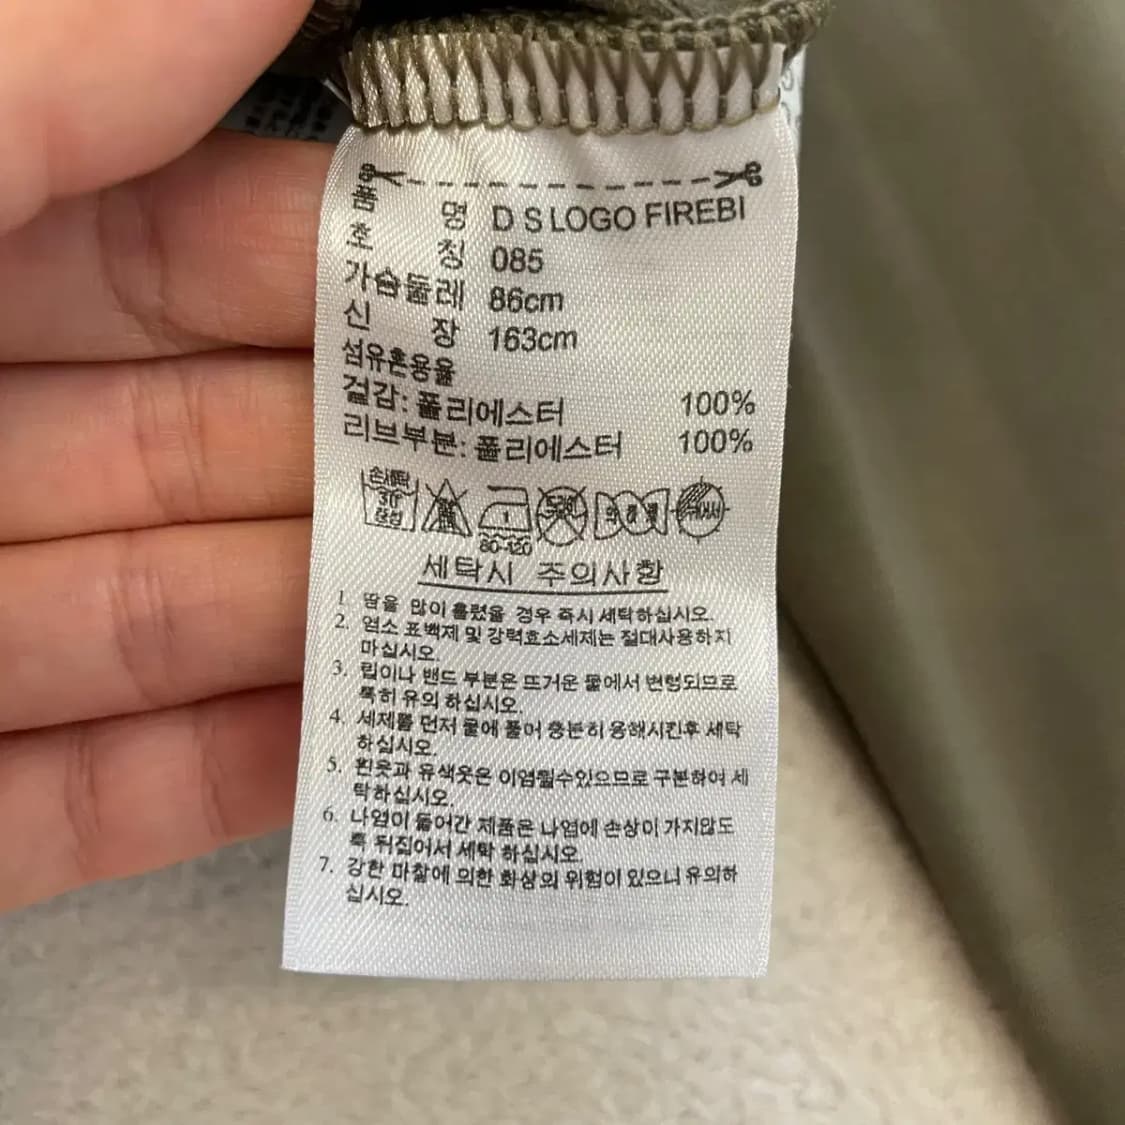 품 명 D S LOGO FIREBI
호 칭 085
가슴둘레 86cm
신 장 163cm
섬유혼용율
겉감: 폴리에스터 100%
리브부분: 폴리에스터 100%
손세탁 30° 중성
80-120
세탁시 주의사항
1 땀을 많이 흘렸을 경우 즉시 세탁하십시오.
2. 염소 표백제 및 강력효소세제는 절대사용하지
마십시오.
3. 립이나 밴드 부분은 뜨거운 물에서 변형되므로
특히 유의 하십시오.
4. 세제를 먼저 물에 풀어 충분히 용해시킨후 세탁
하십시오.
5. 흰옷과 유색옷은 이염될수있으므로 구분하여 세
탁하십시오.
6. 나염이 들어간 제품은 나염에 손상이 가지않도
록 뒤집어서 세탁 하십시오.
7. 강한 마찰에 의한 화상의 위험이 있으니 유의하
십시오.